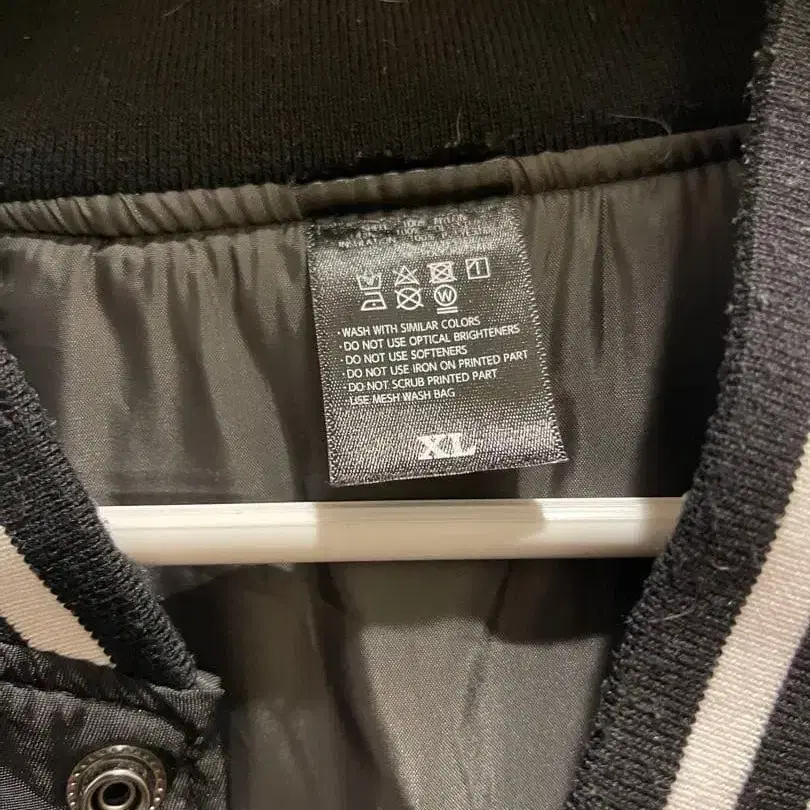 W
·WASH WITH SIMILAR COLORS
·DO NOT USE OPTICAL BRIGHTENERS
·DO NOT USE SOFTENERS
·DO NOT USE IRON ON PRINTED PART
·DO NOT SCRUB PRINTED PART
·USE MESH WASH BAG
XL